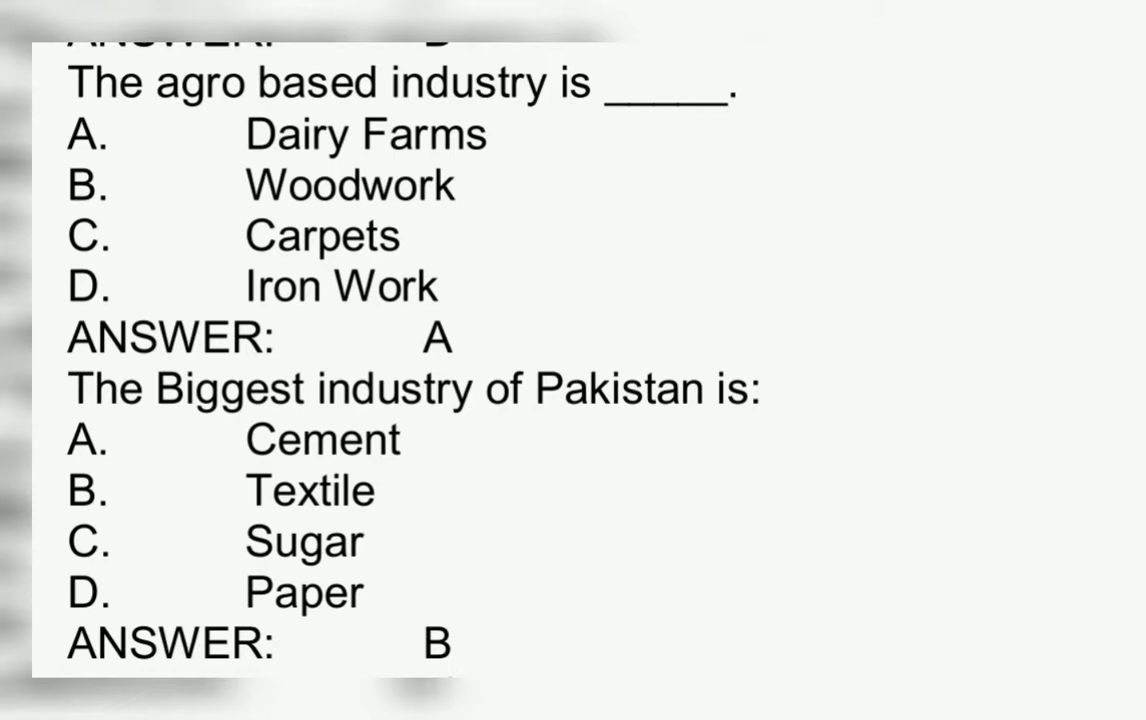 The agro based industry is _____.
A. Dairy Farms
B. Woodwork
C. Carpets
D. Iron Work
ANSWER: A
The Biggest industry of Pakistan is:
A. Cement
B. Textile
C. Sugar
D. Paper
ANSWER: B